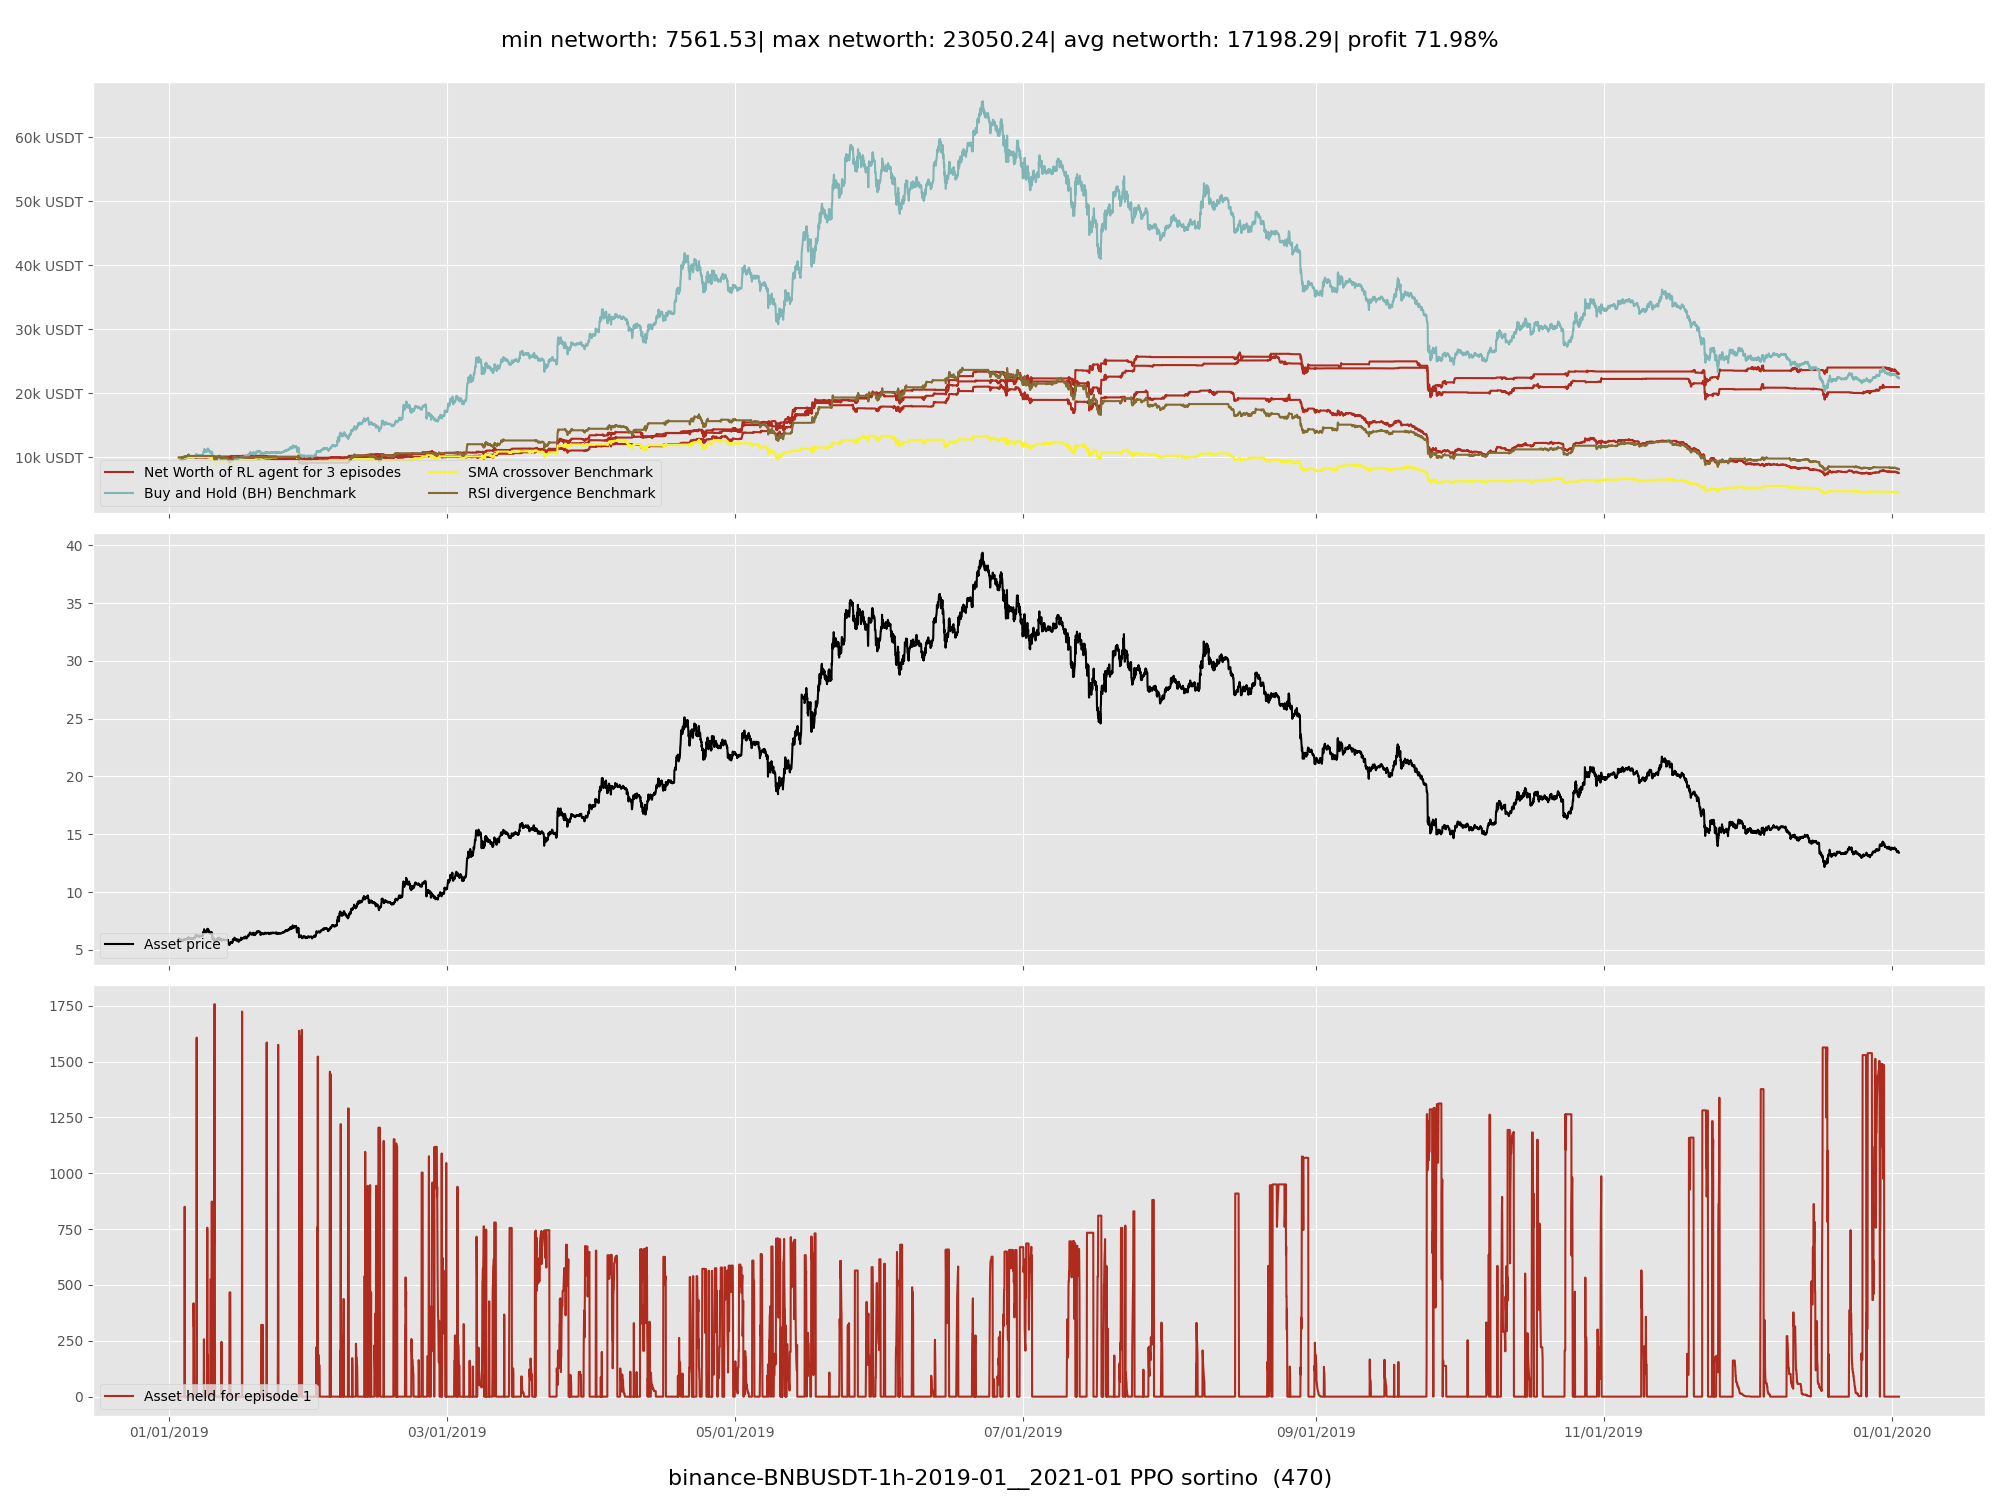 min networth: 7561.53| max networth: 23050.24| avg networth: 17198.29| profit 71.98%
60k USDT
50k USDT
40k USDT
30k USDT
20k USDT
10k USDT
Net Worth of RL agent for 3 episodes
Buy and Hold (BH) Benchmark
SMA crossover Benchmark
RSI divergence Benchmark
40
35
30
25
20
15
10
5
Asset price
1750
1500
1250
1000
750
500
250
0
Asset held for episode 1
01/01/2019 03/01/2019 05/01/2019 07/01/2019 09/01/2019 11/01/2019 01/01/2020
binance-BNBUSDT-1h-2019-01__2021-01 PPO sortino (470)